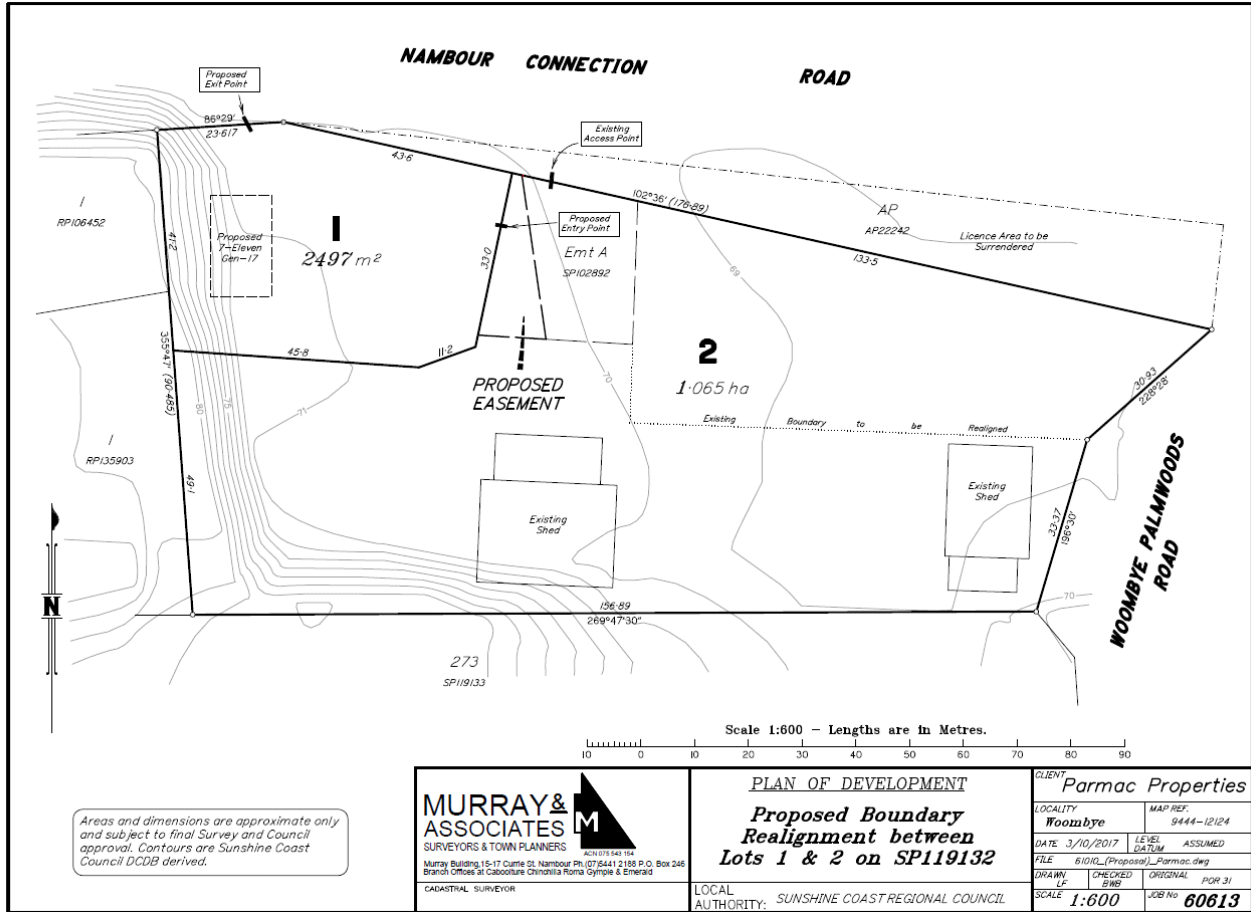 NAMBOUR CONNECTION ROAD
Proposed
Exit Point
86°29'
23·617
Existing
Access Point
43·6
102°36' (176·89)
AP
AP22242
Licence Area to be
Surrendered
133·5
1
RP106452
41·2
Proposed
7-Eleven
Gen-17
1
2497 m²
Proposed
Entry Point
33·0
Emt A
SP102892
69
355°47' (90·485)
45·8
11·2
70
2
1·065 ha
30·93
228°28'
PROPOSED
EASEMENT
80
75
71
Existing Boundary to be Realigned
1
RP135903
49·1
Existing
Shed
Existing
Shed
33·37
196°30'
WOOMBYE PALMWOODS
ROAD
N
70
156·89
269°47'30"
273
SP119133
Scale 1:600 - Lengths are in Metres.
10 0 10 20 30 40 50 60 70 80 90
Areas and dimensions are approximate only
and subject to final Survey and Council
approval. Contours are Sunshine Coast
Council DCDB derived.
MURRAY &
ASSOCIATES
SURVEYORS & TOWN PLANNERS
M
ACN 075 543 154
Murray Building,15-17 Currie St. Nambour Ph.(07)5441 2188 P.O. Box 246
Branch Offices at Caboolture Chinchilla Roma Gympie & Emerald
CADASTRAL SURVEYOR
PLAN OF DEVELOPMENT
Proposed Boundary
Realignment between
Lots 1 & 2 on SP119132
LOCAL
AUTHORITY: SUNSHINE COAST REGIONAL COUNCIL
CLIENT
Parmac Properties
LOCALITY
Woombye
MAP REF.
9444-12124
DATE 3/10/2017
LEVEL
DATUM ASSUMED
FILE 61010_(Proposal)_Parmac.dwg
DRAWN
LF
CHECKED
BWB
ORIGINAL POR 31
SCALE 1:600
JOB No 60613